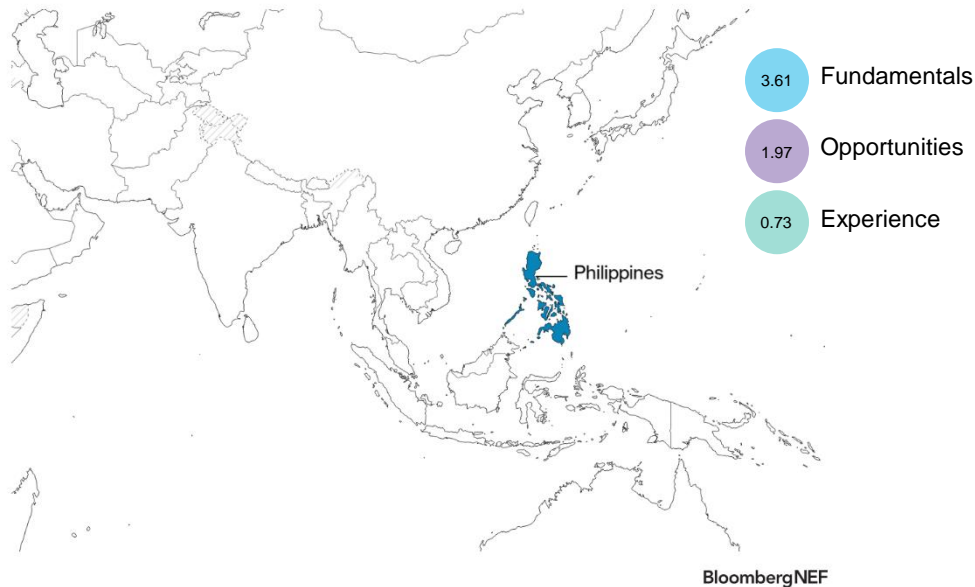 3.61 Fundamentals
1.97 Opportunities
0.73 Experience
Philippines
BloombergNEF